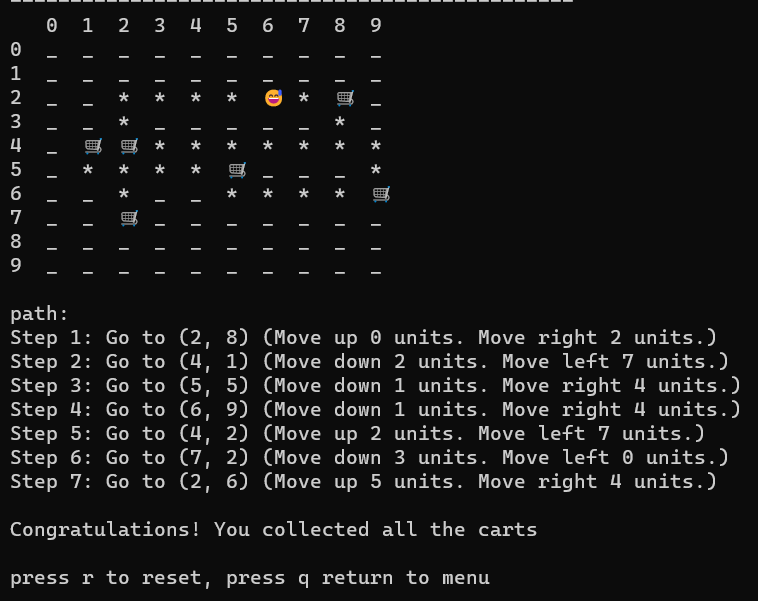 0 1 2 3 4 5 6 7 8 9
0 _ _ _ _ _ _ _ _ _ _
1 _ _ _ _ _ _ _ _ _ _
2 _ _ * * * * 😅 * 🛒 _
3 _ _ * _ _ _ _ _ * _
4 _ 🛒 🛒 * * * * * * *
5 _ * * * * 🛒 _ _ _ *
6 _ _ * _ _ * * * * 🛒
7 _ _ 🛒 _ _ _ _ _ _ _
8 _ _ _ _ _ _ _ _ _ _
9 _ _ _ _ _ _ _ _ _ _
path:
Step 1: Go to (2, 8) (Move up 0 units. Move right 2 units.)
Step 2: Go to (4, 1) (Move down 2 units. Move left 7 units.)
Step 3: Go to (5, 5) (Move down 1 units. Move right 4 units.)
Step 4: Go to (6, 9) (Move down 1 units. Move right 4 units.)
Step 5: Go to (4, 2) (Move up 2 units. Move left 7 units.)
Step 6: Go to (7, 2) (Move down 3 units. Move left 0 units.)
Step 7: Go to (2, 6) (Move up 5 units. Move right 4 units.)
Congratulations! You collected all the carts
press r to reset, press q return to menu